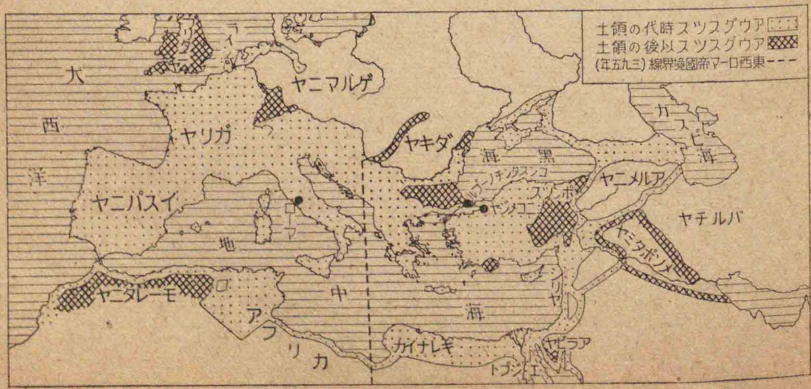 アウグスツス時代の領土
アウグスツス以後の領土
東西ローマ帝國境界線(三九五年)
大西洋
ゲルマニヤ
ガリヤ
ダキヤ
黒海
カスピ海
コンスタンチノープル
ポンツス
アルメニヤ
イスパニヤ
ローマ
パルチヤ
メソポタミヤ
地中海
シリヤ
モーレタニヤ
アフリカ
ギレナイカ
アラビヤ
エジプト